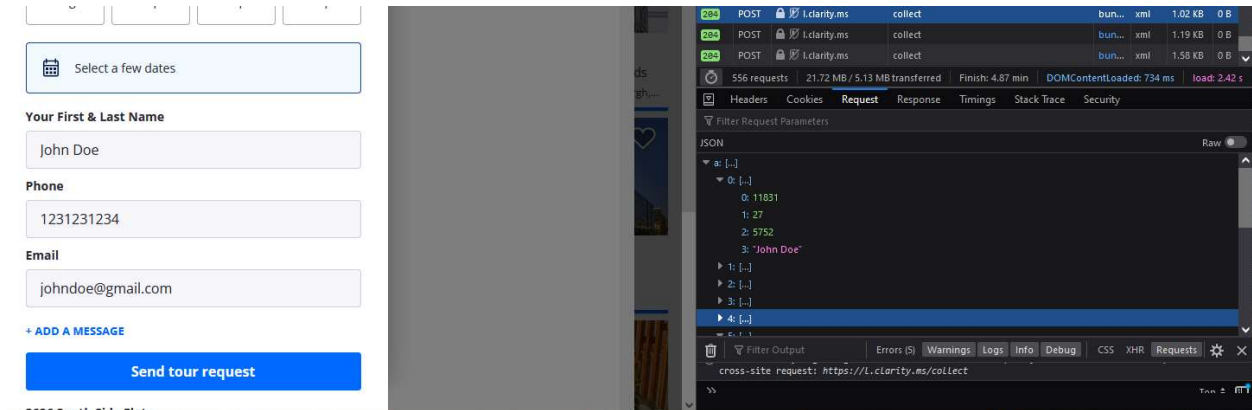 Select a few dates
Your First & Last Name
John Doe
Phone
1231231234
Email
johndoe@gmail.com
+ ADD A MESSAGE
Send tour request
204 POST l.clarity.ms collect bun... xml 1.02 KB 0 B
204 POST l.clarity.ms collect bun... xml 1.19 KB 0 B
204 POST l.clarity.ms collect bun... xml 1.58 KB 0 B
556 requests 21.72 MB / 5.13 MB transferred Finish: 4.87 min DOMContentLoaded: 734 ms load: 2.42 s
Headers Cookies Request Response Timings Stack Trace Security
Filter Request Parameters
JSON Raw
a: [...]
0: [...]
0: 11831
1: 27
2: 5752
3: "John Doe"
1: [...]
2: [...]
3: [...]
4: [...]
5: [...]
Filter Output Errors (5) Warnings Logs Info Debug CSS XHR Requests
cross-site request: https://l.clarity.ms/collect
Top